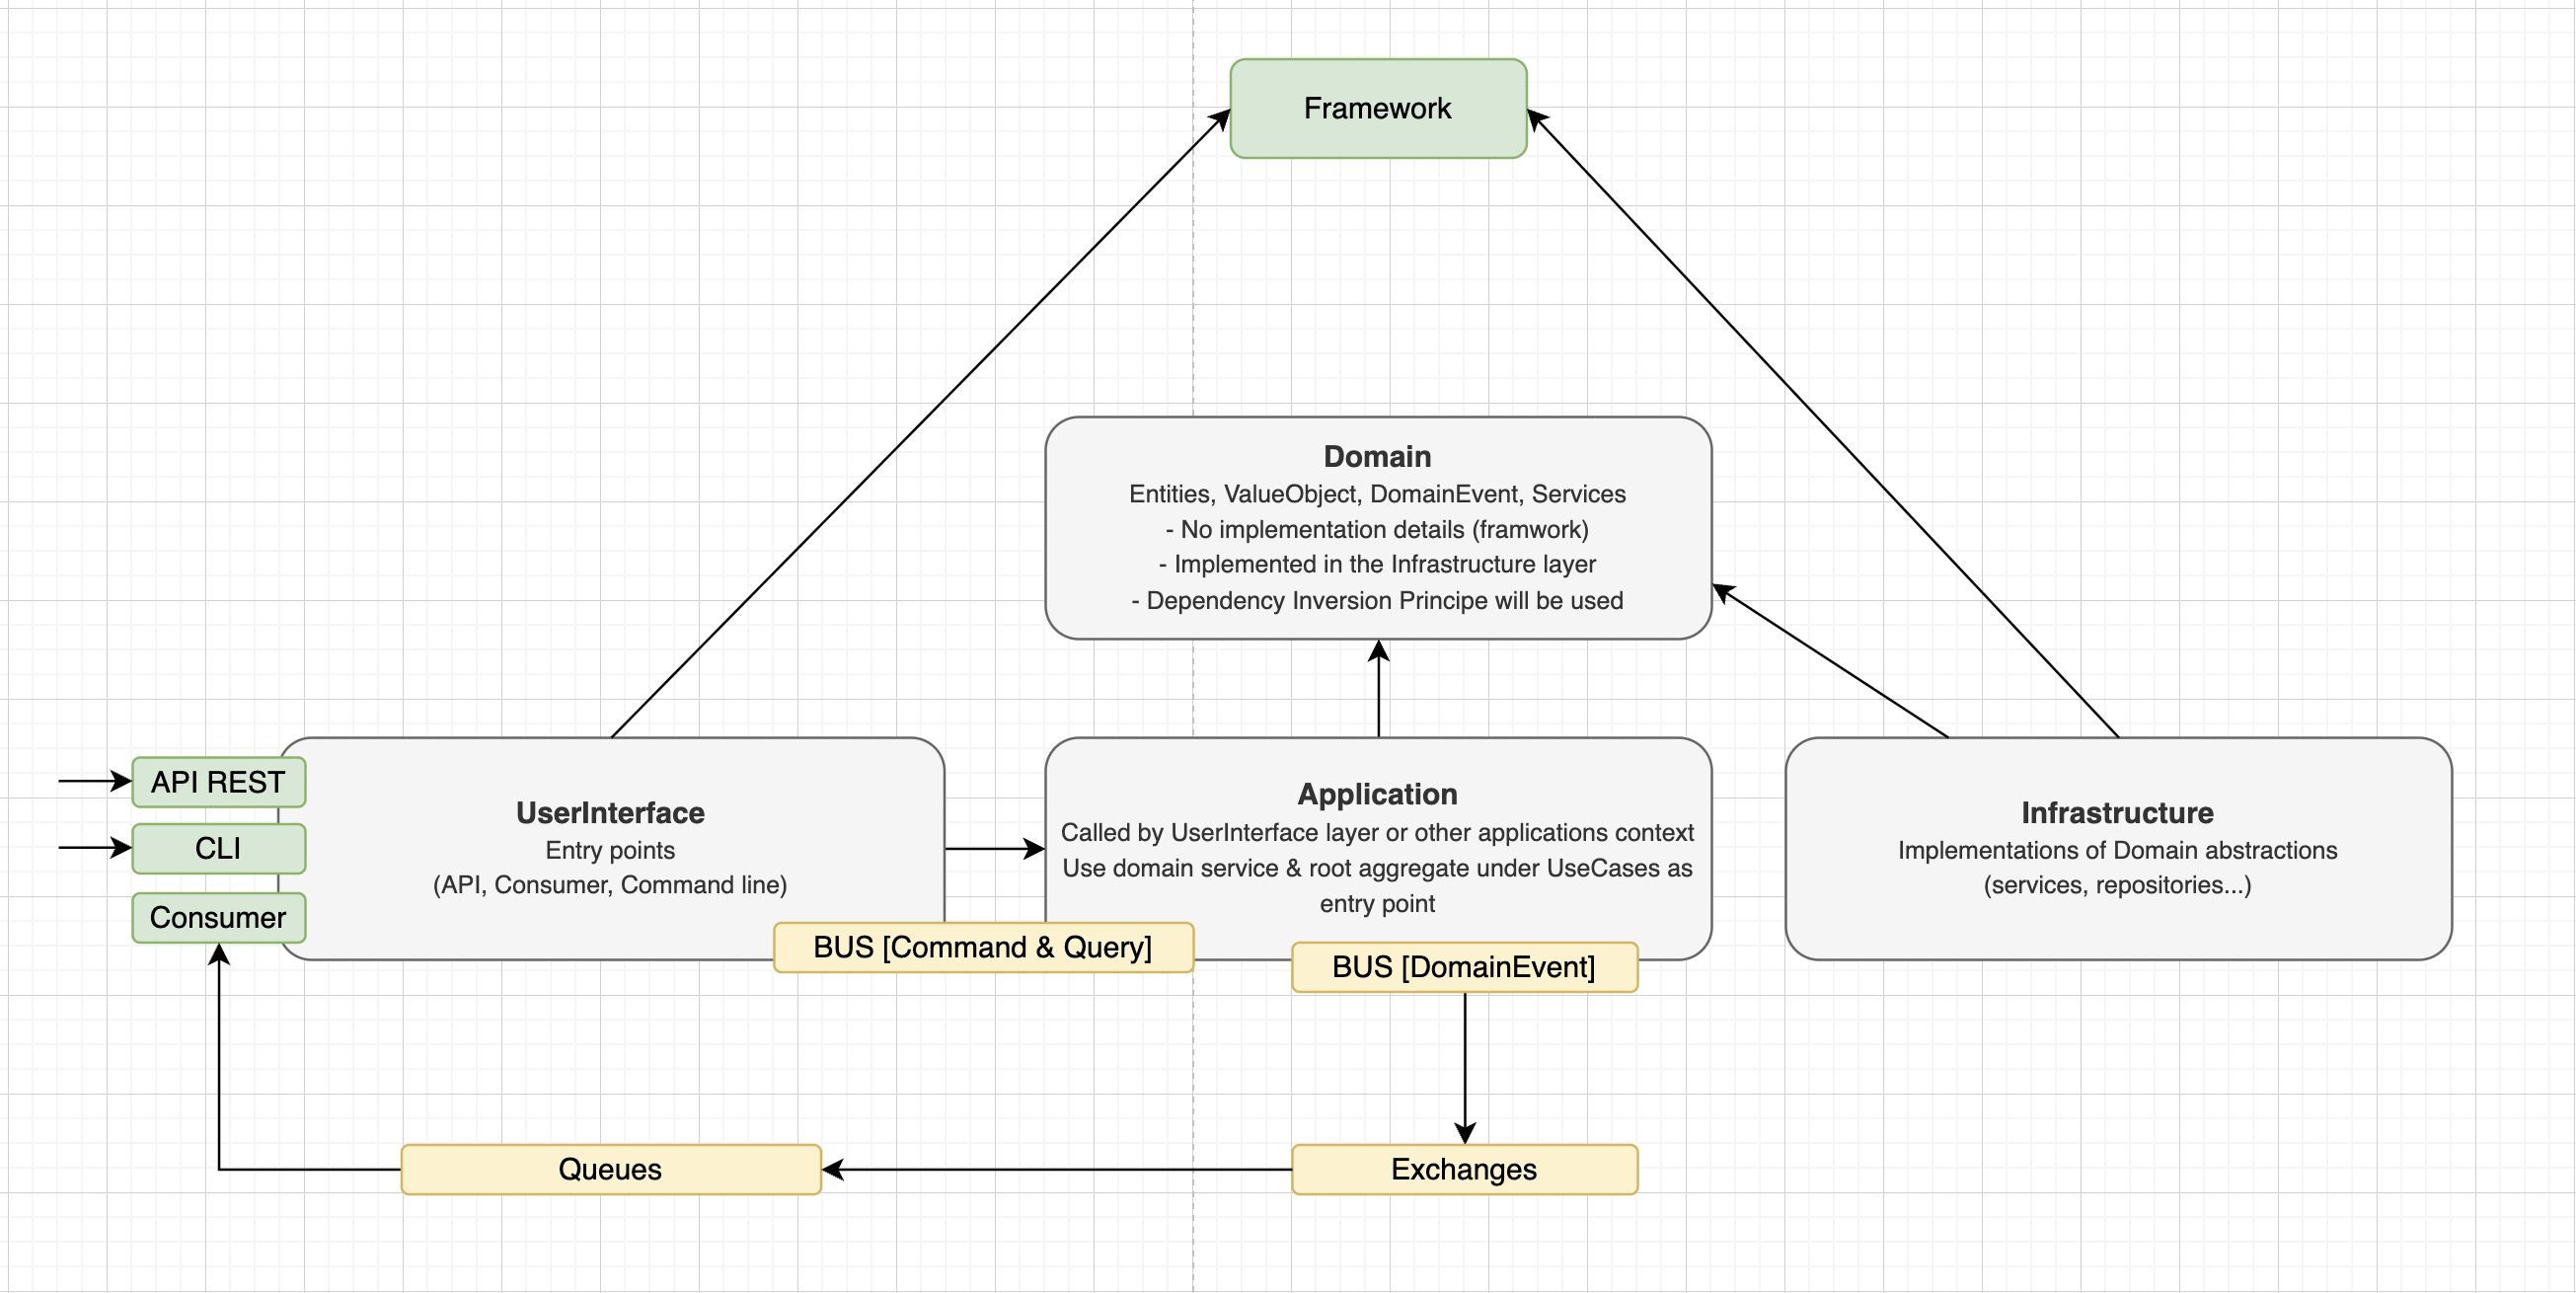 Framework
Domain
Entities, ValueObject, DomainEvent, Services
- No implementation details (framwork)
- Implemented in the Infrastructure layer
- Dependency Inversion Principe will be used
API REST
CLI
Consumer
UserInterface
Entry points
(API, Consumer, Command line)
Application
Called by UserInterface layer or other applications context
Use domain service & root aggregate under UseCases as
entry point
Infrastructure
Implementations of Domain abstractions
(services, repositories...)
BUS [Command & Query]
BUS [DomainEvent]
Queues
Exchanges